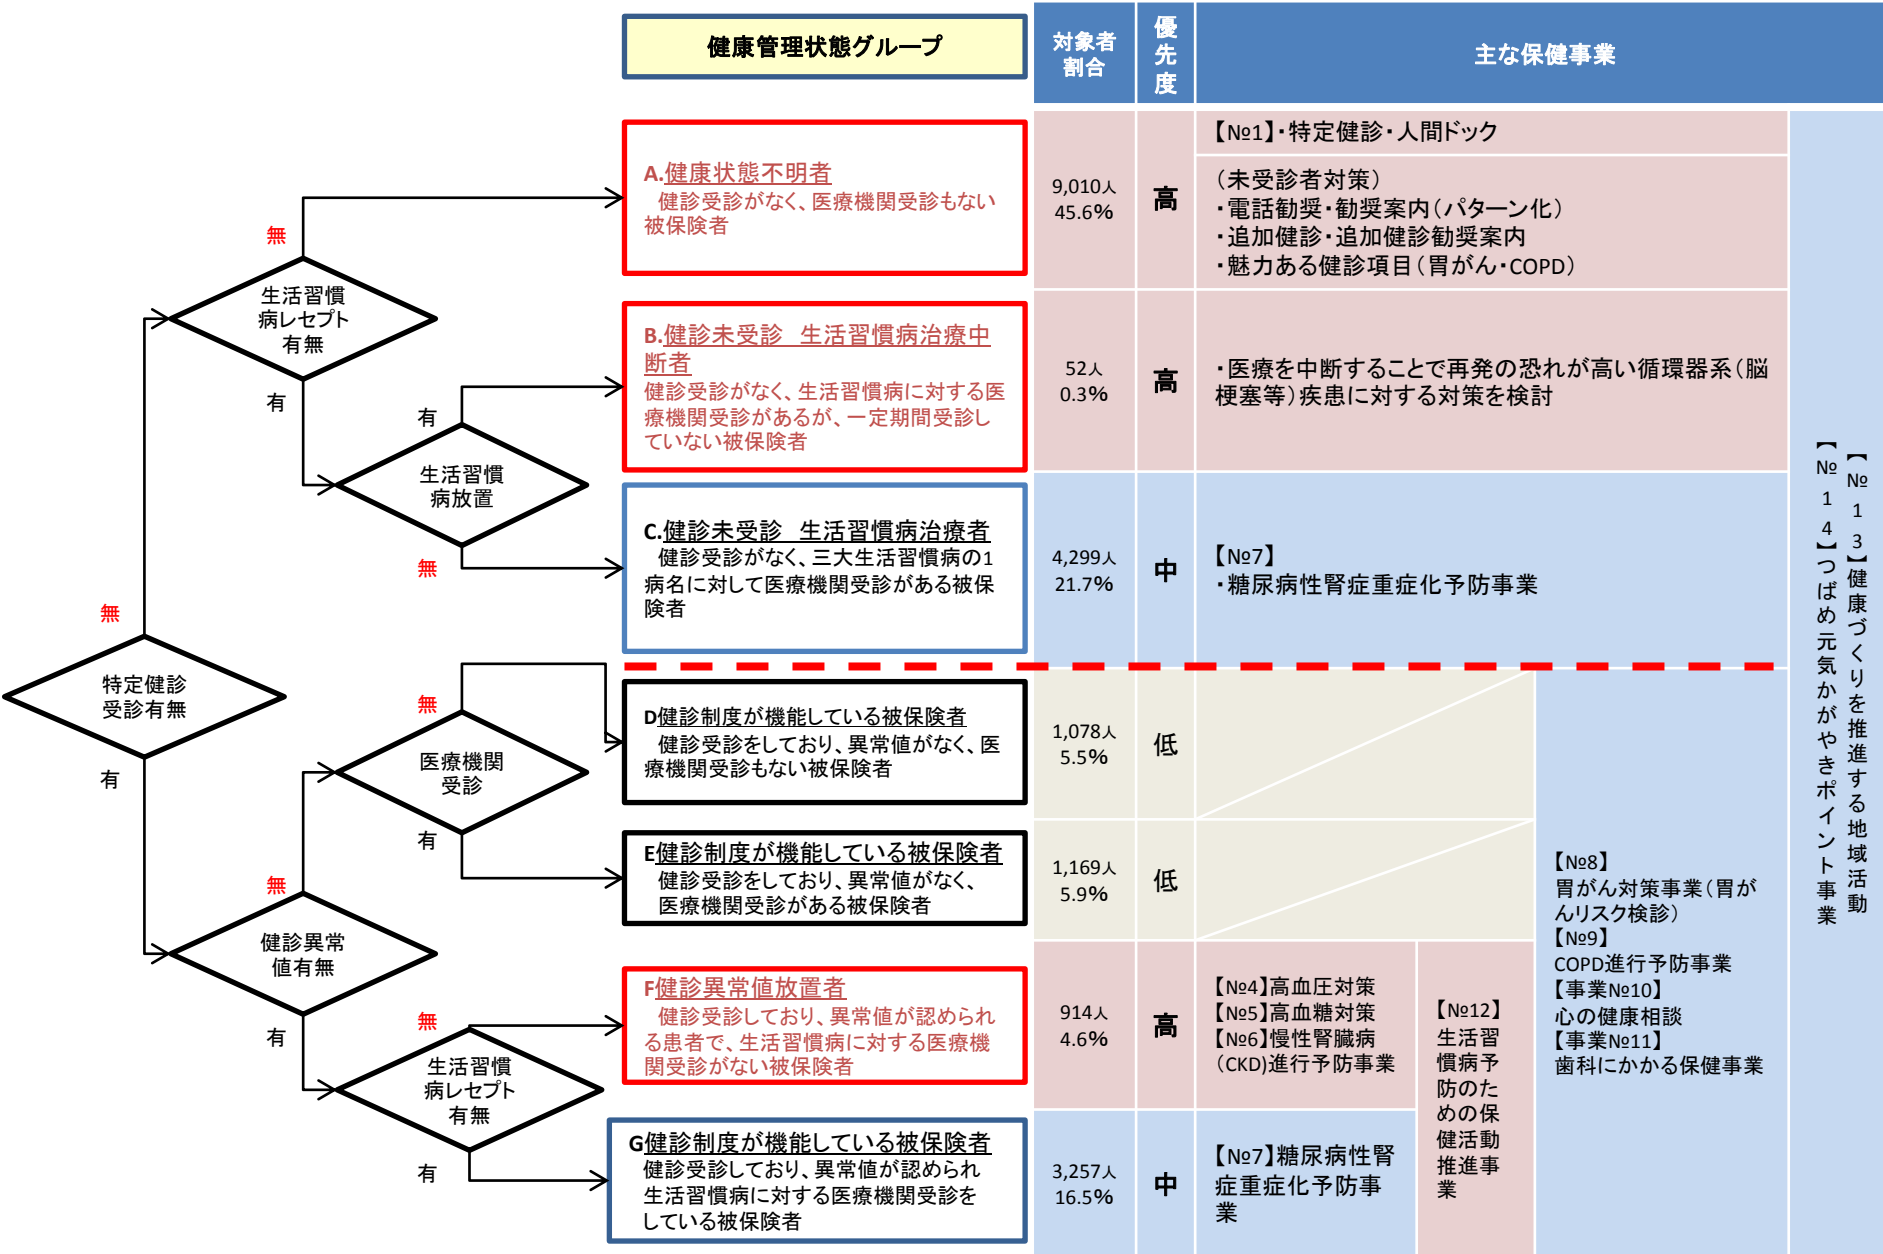 健康管理状態グループ
対象者
割合
優
先
度
主な保健事業
A.健康状態不明者
健診受診がなく、医療機関受診もない
被保険者
9,010人
45.6%
高
【№1】・特定健診・人間ドック
（未受診者対策）
・電話勧奨・勧奨案内（パターン化）
・追加健診・追加健診勧奨案内
・魅力ある健診項目（胃がん・COPD）
無
生活習慣
病レセプト
有無
有
B.健診未受診　生活習慣病治療中
断者
健診受診がなく、生活習慣病に対する医
療機関受診があるが、一定期間受診し
ていない被保険者
52人
0.3%
高
・医療を中断することで再発の恐れが高い循環器系（脳
梗塞等）疾患に対する対策を検討
有
生活習慣
病放置
無
C.健診未受診　生活習慣病治療者
健診受診がなく、三大生活習慣病の1
病名に対して医療機関受診がある被保
険者
4,299人
21.7%
中
【№7】
・糖尿病性腎症重症化予防事業
無
特定健診
受診有無
有
無
医療機関
受診
有
D健診制度が機能している被保険者
健診受診をしており、異常値がなく、医
療機関受診もない被保険者
1,078人
5.5%
低
E健診制度が機能している被保険者
健診受診をしており、異常値がなく、
医療機関受診がある被保険者
1,169人
5.9%
低
無
健診異常
値有無
有
F健診異常値放置者
健診受診しており、異常値が認められ
る患者で、生活習慣病に対する医療機
関受診がない被保険者
914人
4.6%
高
【№4】高血圧対策
【№5】高血糖対策
【№6】慢性腎臓病
（CKD)進行予防事業
無
生活習慣
病レセプト
有無
有
G健診制度が機能している被保険者
健診受診しており、異常値が認められ
生活習慣病に対する医療機関受診を
している被保険者
3,257人
16.5%
中
【№7】糖尿病性腎
症重症化予防事
業
【№12】
生活習
慣病予
防のた
めの保
健活動
推進事
業
【№8】
胃がん対策事業（胃が
んリスク検診）
【№9】
COPD進行予防事業
【事業№10】
心の健康相談
【事業№11】
歯科にかかる保健事業
【№13】健康づくりを推進する地域活動
【№14】つばめ元気かがやきポイント事業